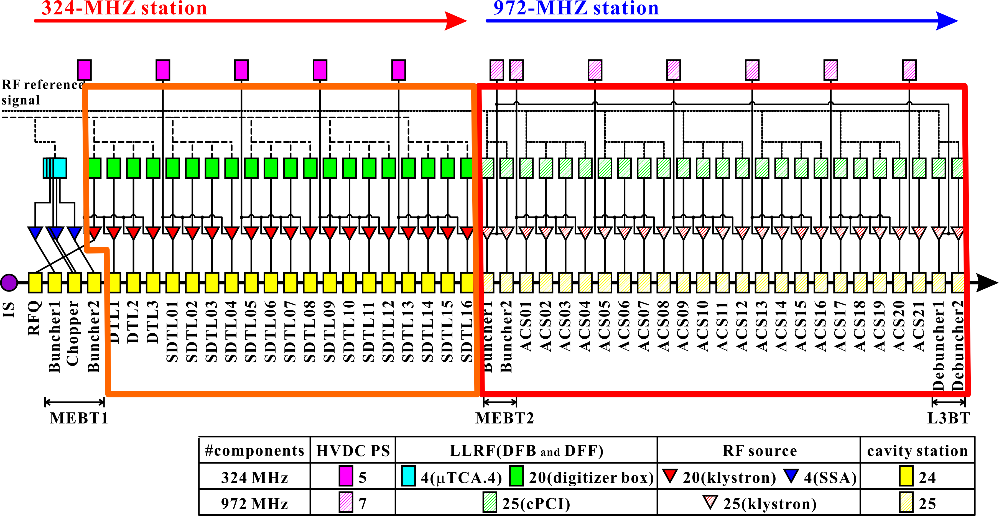 324-MHZ station
972-MHZ station
RF reference
signal
IS
RFQ
Buncher1
Chopper
Buncher2
DTL1
DTL2
DTL3
SDTL01
SDTL02
SDTL03
SDTL04
SDTL05
SDTL06
SDTL07
SDTL08
SDTL09
SDTL10
SDTL11
SDTL12
SDTL13
SDTL14
SDTL15
SDTL16
Buncher1
Buncher2
ACS01
ACS02
ACS03
ACS04
ACS05
ACS06
ACS07
ACS08
ACS09
ACS10
ACS11
ACS12
ACS13
ACS14
ACS15
ACS16
ACS17
ACS18
ACS19
ACS20
ACS21
Debuncher1
Debuncher2
MEBT1
MEBT2
L3BT
#components HVDC PS LLRF(DFB and DFF) RF source cavity station
324 MHz 5 4(μTCA.4) 20(digitizer box) 20(klystron) 4(SSA) 24
972 MHz 7 25(cPCI) 25(klystron) 25